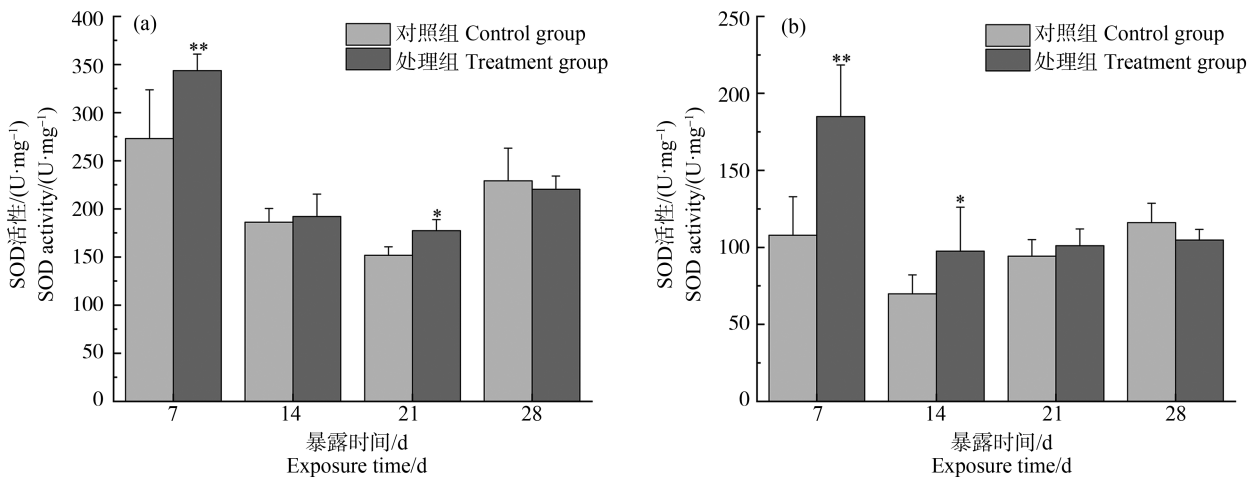 (a)
对照组 Control group
处理组 Treatment group
SOD活性/(U·mg⁻¹)
SOD activity/(U·mg⁻¹)
400
350
300
250
200
150
100
50
0
**
*
7 14 21 28
暴露时间/d
Exposure time/d
(b)
对照组 Control group
处理组 Treatment group
SOD活性/(U·mg⁻¹)
SOD activity/(U·mg⁻¹)
250
200
150
100
50
0
**
*
7 14 21 28
暴露时间/d
Exposure time/d